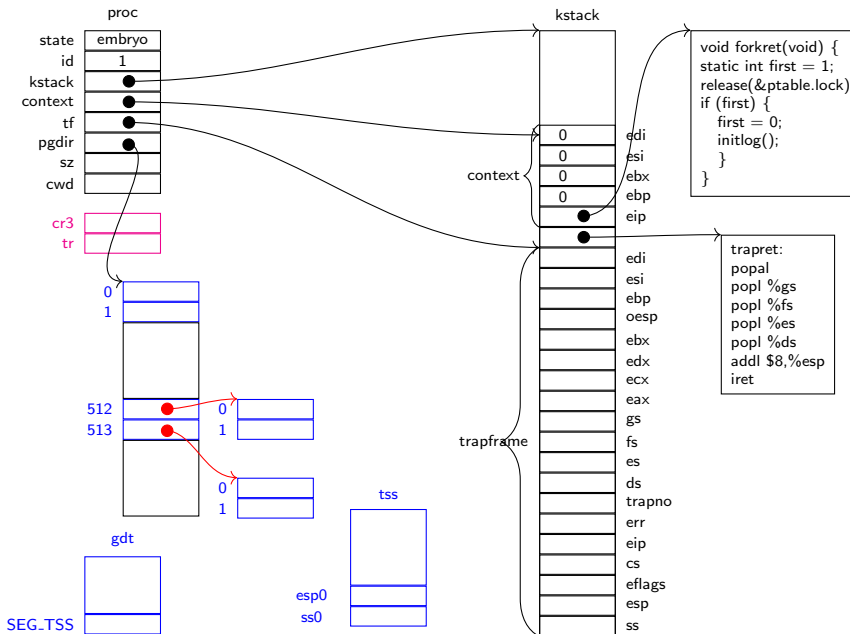 proc
state embryo
id 1
kstack
context
tf
pgdir
sz
cwd
cr3
tr
0
1
512
513
0
1
0
1
gdt
SEG_TSS
tss
esp0
ss0
kstack
context
0 edi
0 esi
0 ebx
0 ebp
eip
trapframe
edi
esi
ebp
oesp
ebx
edx
ecx
eax
gs
fs
es
ds
trapno
err
eip
cs
eflags
esp
ss
void forkret(void) {
static int first = 1;
release(&ptable.lock)
if (first) {
first = 0;
initlog();
}
}
trapret:
popal
popl %gs
popl %fs
popl %es
popl %ds
addl $8,%esp
iret